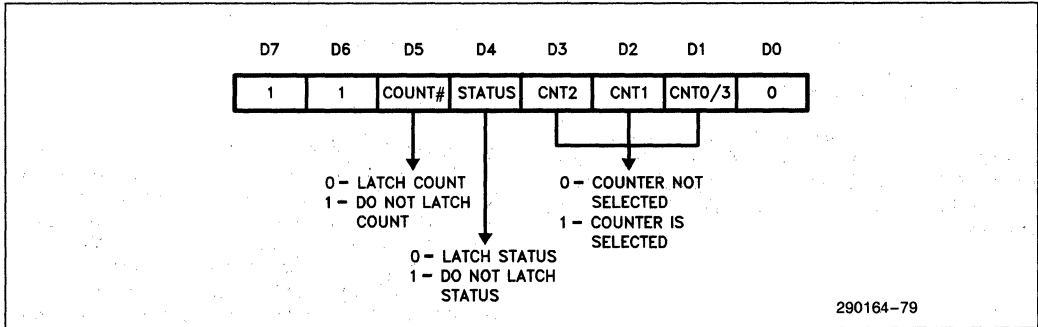 D7 D6 D5 D4 D3 D2 D1 D0
1 1 COUNT# STATUS CNT2 CNT1 CNT0/3 0
0 – LATCH COUNT
1 – DO NOT LATCH
COUNT
0 – COUNTER NOT
SELECTED
1 – COUNTER IS
SELECTED
0 – LATCH STATUS
1 – DO NOT LATCH
STATUS
290164–79